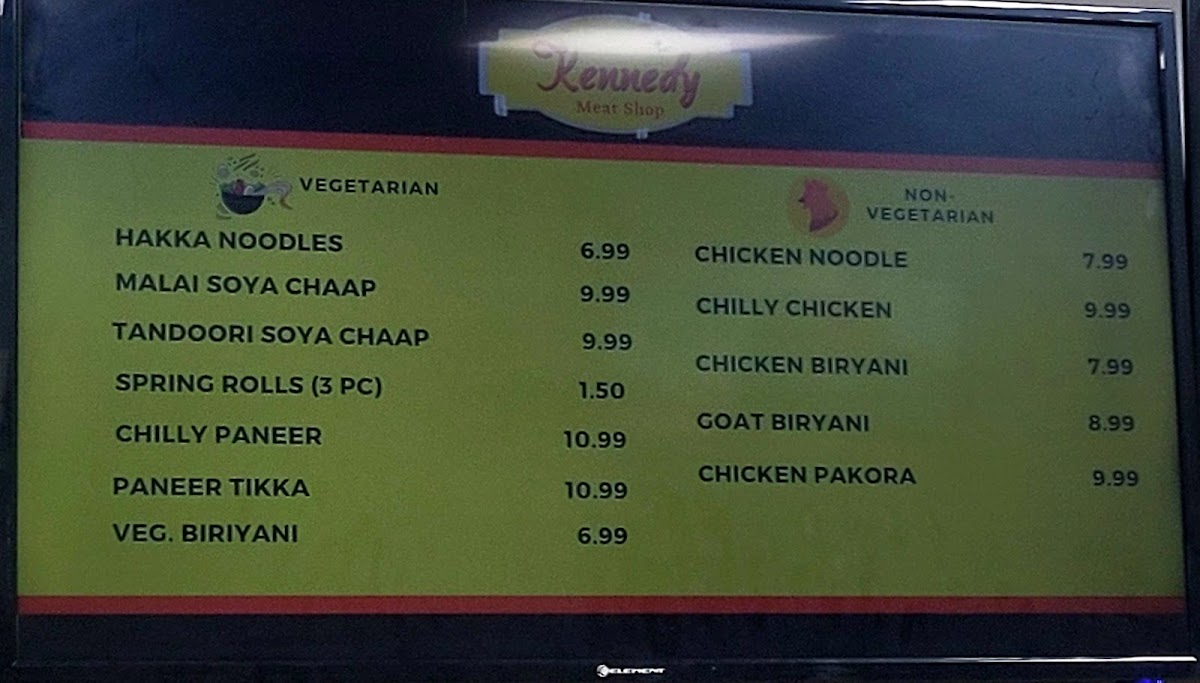 Kennedy
Meat Shop
VEGETARIAN
HAKKA NOODLES 6.99
MALAI SOYA CHAAP 9.99
TANDOORI SOYA CHAAP 9.99
SPRING ROLLS (3 PC) 1.50
CHILLY PANEER 10.99
PANEER TIKKA 10.99
VEG. BIRIYANI 6.99
NON-
VEGETARIAN
CHICKEN NOODLE 7.99
CHILLY CHICKEN 9.99
CHICKEN BIRYANI 7.99
GOAT BIRYANI 8.99
CHICKEN PAKORA 9.99
ELEMENT